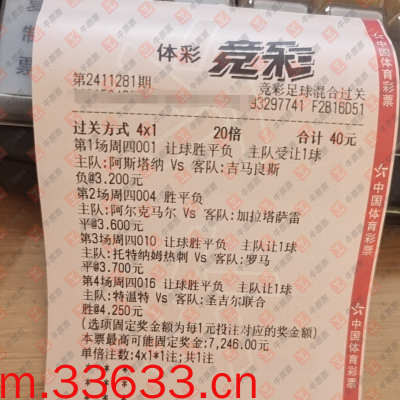 体彩 竞彩
第2411281期 竞彩足球混合过关
93297741 F2B16D51
过关方式 4x1 20倍 合计 40元
第1场周四001 让球胜平负 主队受让1球
主队:阿斯塔纳 Vs 客队:吉马良斯
负@3.200元
第2场周四004 胜平负
主队:阿尔克马尔 Vs 客队:加拉塔萨雷
平@3.600元
第3场周四010 让球胜平负 主队让1球
主队:托特纳姆热刺 Vs 客队:罗马
平@3.700元
第4场周四016 让球胜平负 主队让1球
主队:特温特 Vs 客队:圣吉尔联合
胜@4.250元
(选项固定奖金额为每1元投注对应的奖金额)
本票最高可能固定奖金:7,246.00元
单倍注数:4x1*1注;共1注
m.33633.cn
中国体育彩票
中国体育彩票